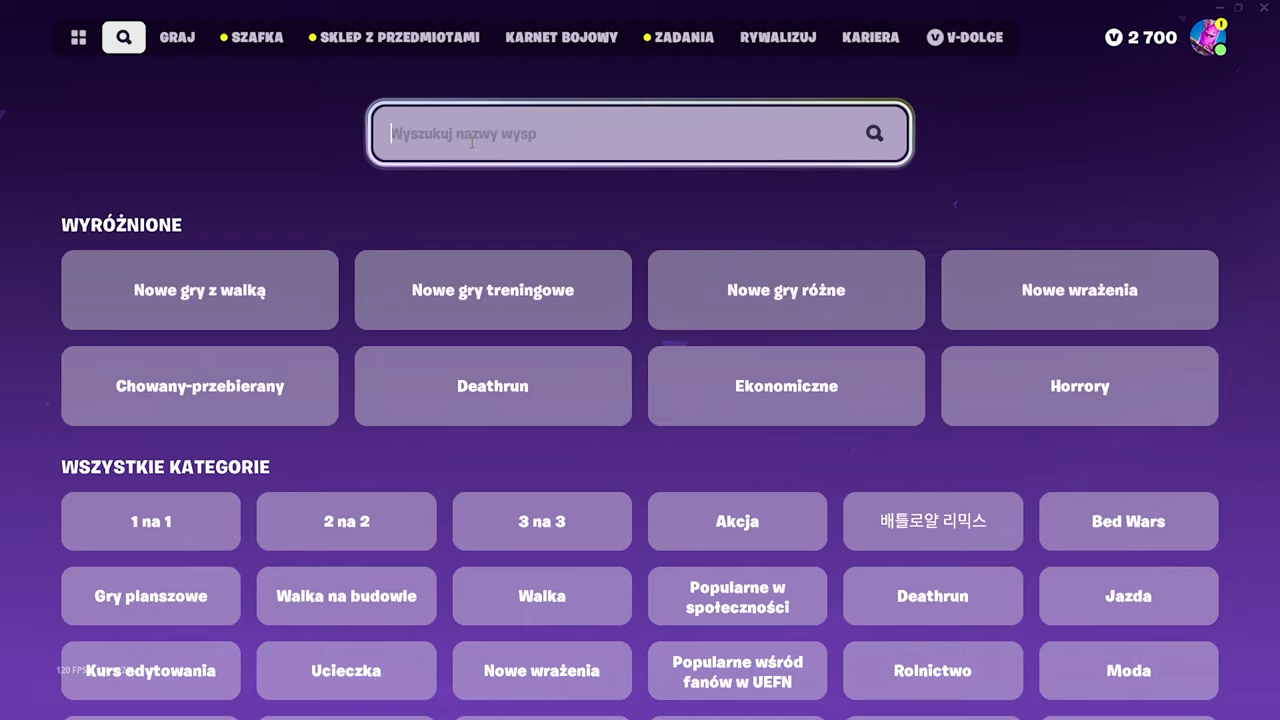 GRAJ
SZAFKA
SKLEP Z PRZEDMIOTAMI
KARNET BOJOWY
ZADANIA
RYWALIZUJ
KARIERA
V-DOLCE
2 700
Wyszukuj nazwy wysp
WYRÓŻNIONE
Nowe gry z walką
Nowe gry treningowe
Nowe gry różne
Nowe wrażenia
Chowany-przebierany
Deathrun
Ekonomiczne
Horrory
WSZYSTKIE KATEGORIE
1 na 1
2 na 2
3 na 3
Akcja
배틀로얄 리믹스
Bed Wars
Gry planszowe
Walka na budowle
Walka
Popularne w
społeczności
Deathrun
Jazda
120 FPS
Kurs edytowania
Ucieczka
Nowe wrażenia
Popularne wśród
fanów w UEFN
Rolnictwo
Moda